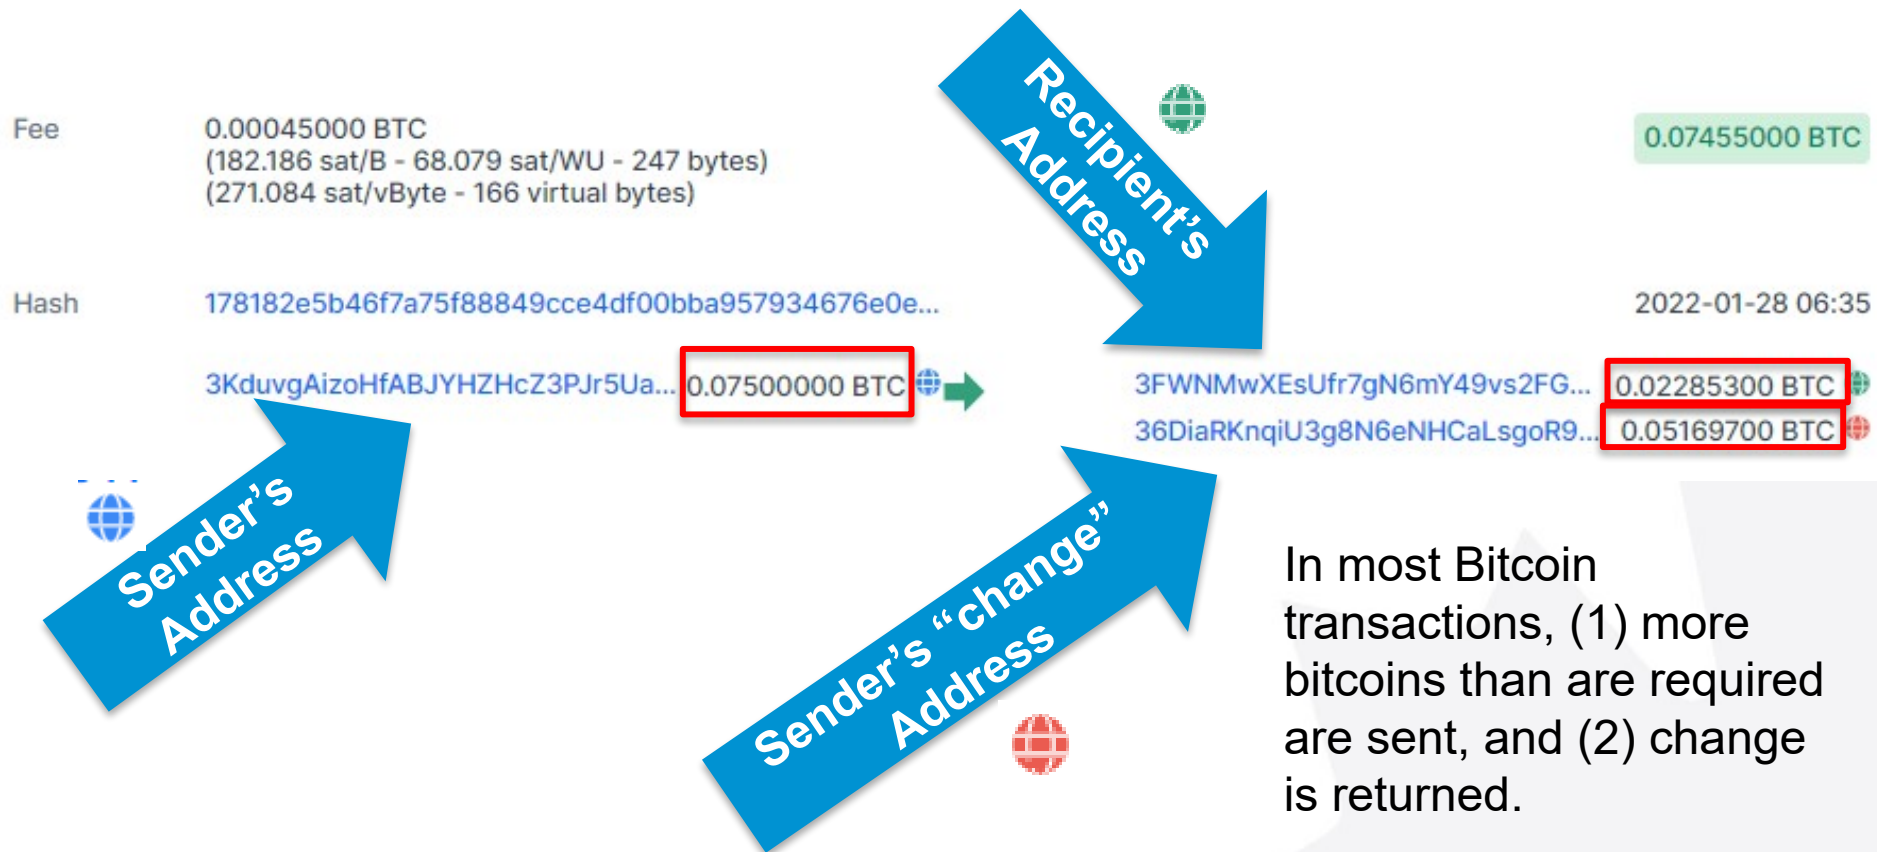 Fee
0.00045000 BTC
(182.186 sat/B - 68.079 sat/WU - 247 bytes)
(271.084 sat/vByte - 166 virtual bytes)
Recipient’s
Address
0.07455000 BTC
Hash
178182e5b46f7a75f88849cce4df00bba957934676e0e...
2022-01-28 06:35
3KduvgAizoHfABJYHZHcZ3PJr5Ua... 0.07500000 BTC
3FWNMwXEsUfr7gN6mY49vs2FG... 0.02285300 BTC
36DiaRKnqiU3g8N6eNHCaLsgoR9... 0.05169700 BTC
Sender’s
Address
Sender’s “change”
Address
In most Bitcoin
transactions, (1) more
bitcoins than are required
are sent, and (2) change
is returned.